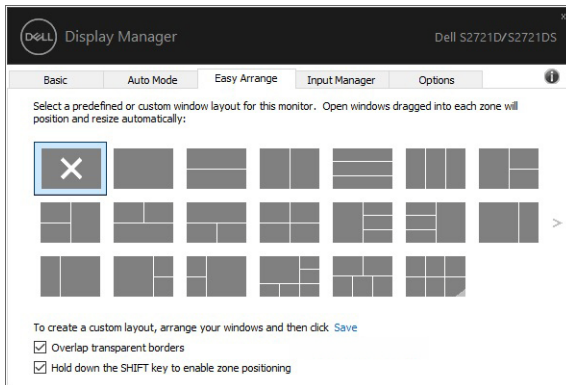 DELL Display Manager
Dell S2721D/S2721DS
x
Basic Auto Mode Easy Arrange Input Manager Options i
Select a predefined or custom window layout for this monitor. Open windows dragged into each zone will
position and resize automatically:
>
To create a custom layout, arrange your windows and then click Save
Overlap transparent borders
Hold down the SHIFT key to enable zone positioning